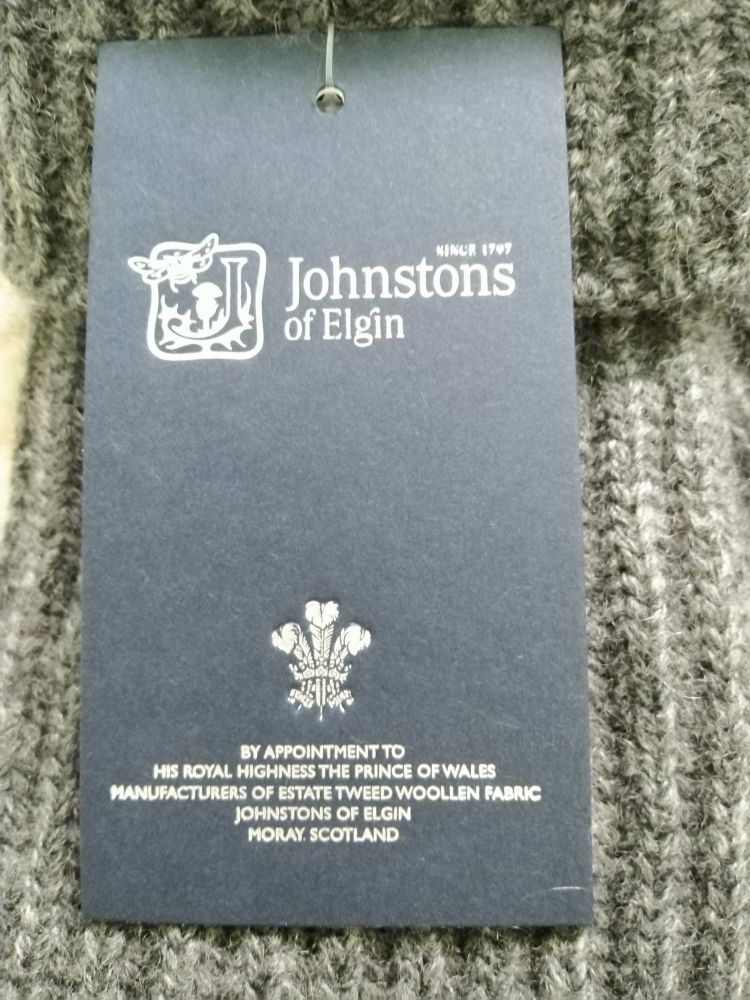 SINCE 1797
Johnstons
of Elgin
BY APPOINTMENT TO
HIS ROYAL HIGHNESS THE PRINCE OF WALES
MANUFACTURERS OF ESTATE TWEED WOOLLEN FABRIC
JOHNSTONS OF ELGIN
MORAY. SCOTLAND